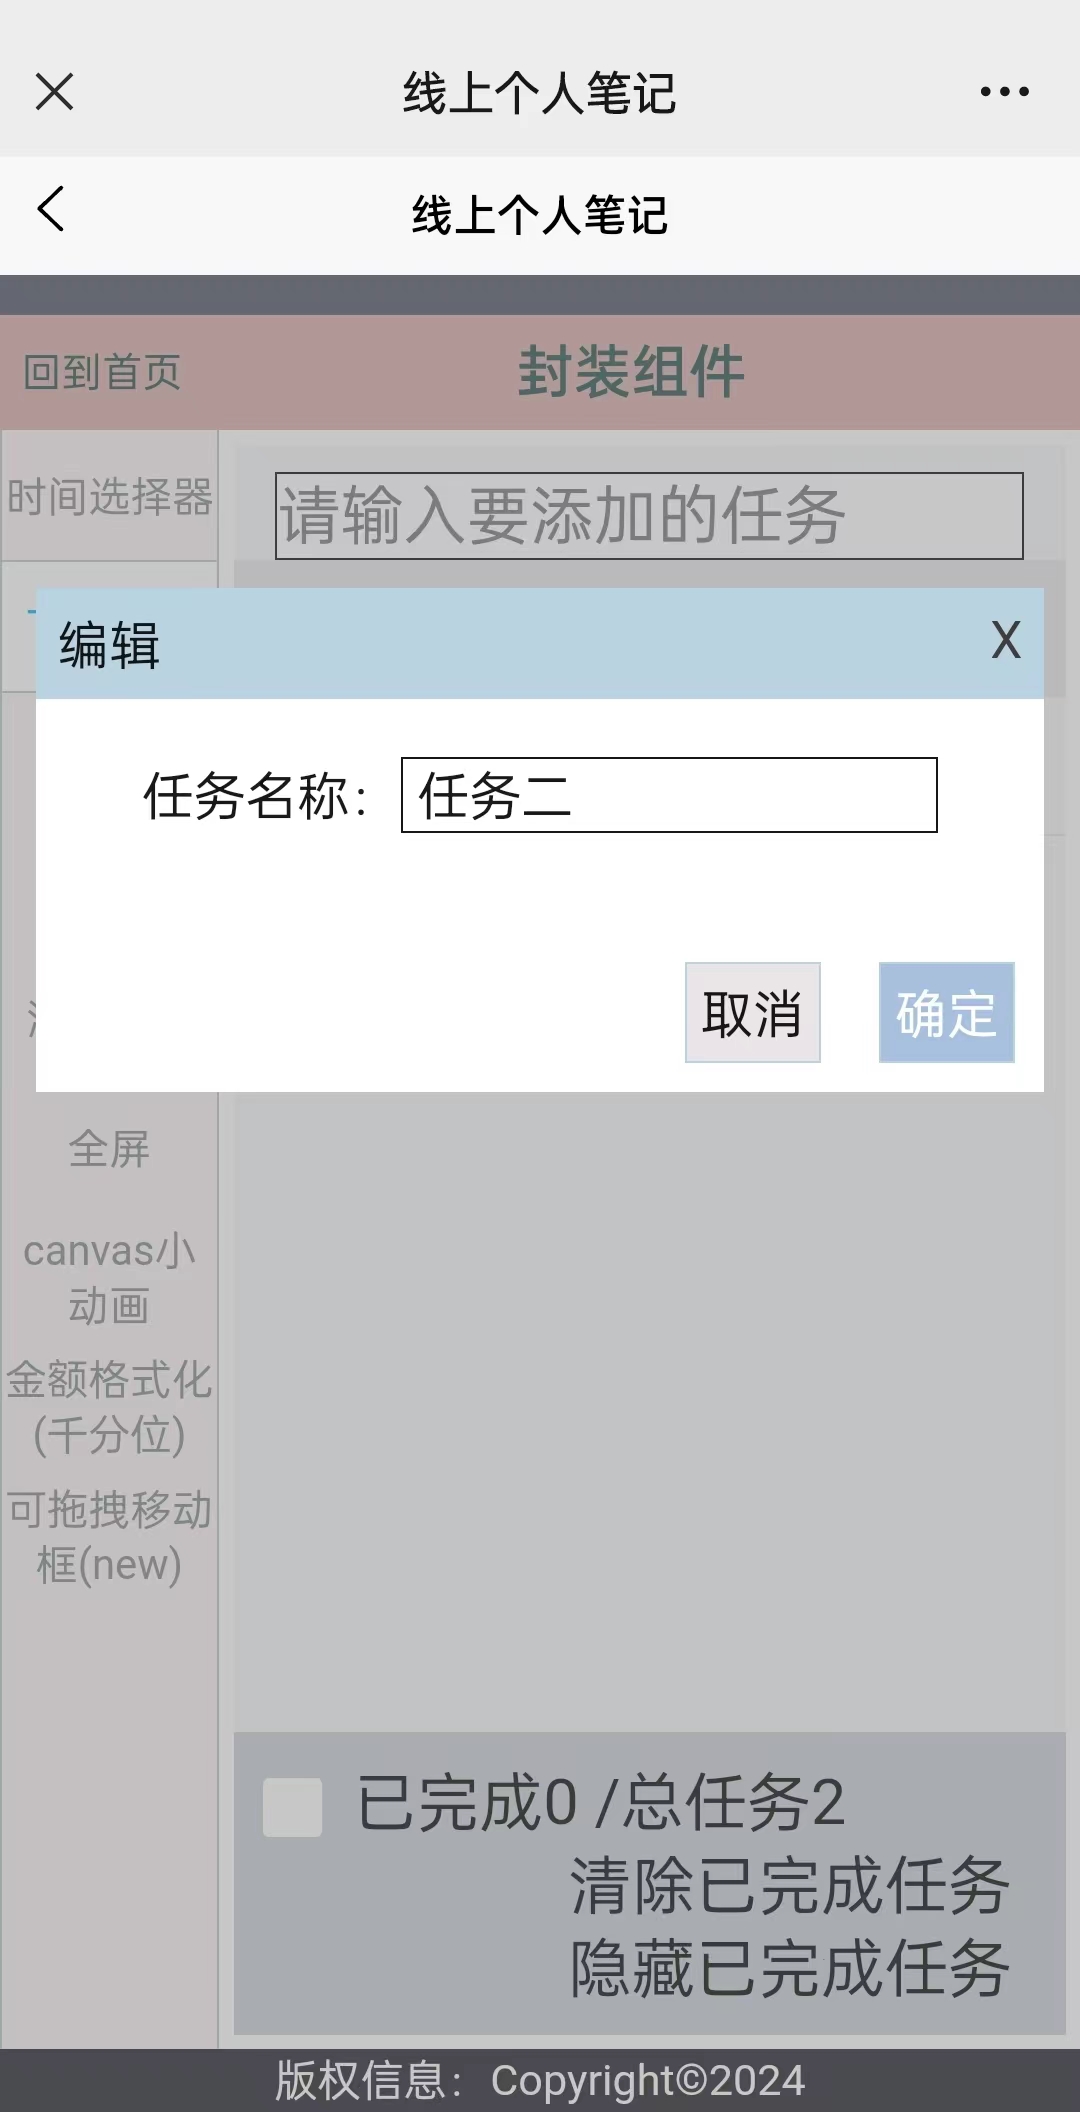 线上个人笔记
线上个人笔记
回到首页
封装组件
时间选择器
请输入要添加的任务
编辑
X
任务名称：
任务二
取消
确定
全屏
canvas小
动画
金额格式化
(千分位)
可拖拽移动
框(new)
已完成0 /总任务2
清除已完成任务
隐藏已完成任务
版权信息：Copyright©2024